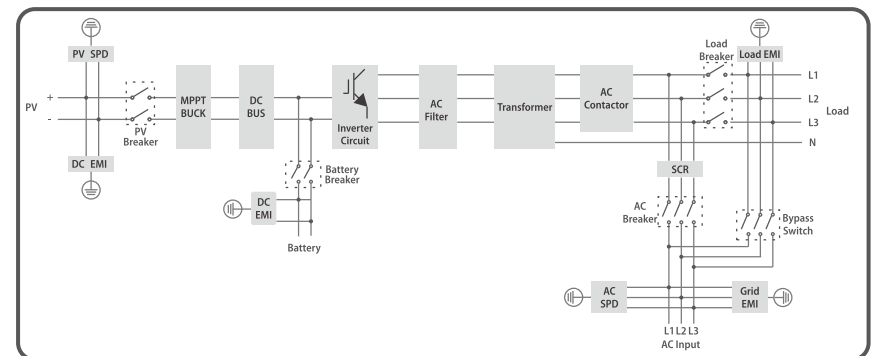 PV SPD
PV
+
-
PV
Breaker
DC EMI
MPPT
BUCK
DC
BUS
Inverter
Circuit
Battery
Breaker
DC
EMI
Battery
AC
Filter
Transformer
AC
Contactor
Load
Breaker
Load EMI
L1
L2
L3
N
Load
SCR
AC
Breaker
Bypass
Switch
AC
SPD
Grid
EMI
L1 L2 L3
AC Input